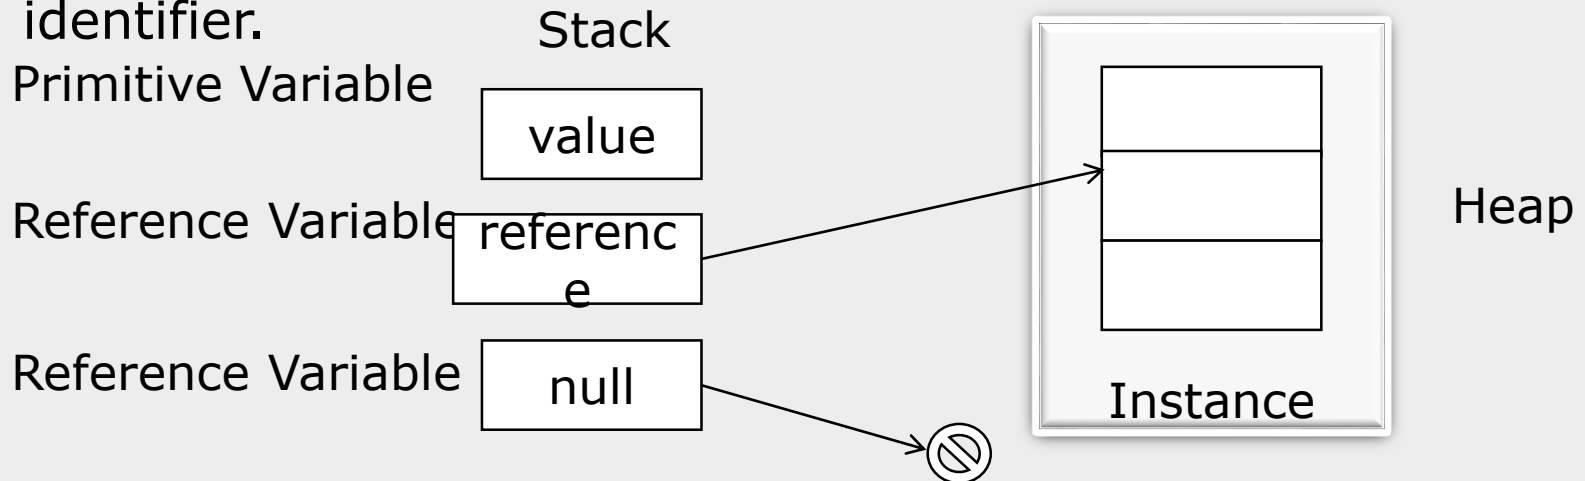 identifier.
Stack
Primitive Variable
value
Reference Variable
referenc
e
Heap
Reference Variable
null
Instance